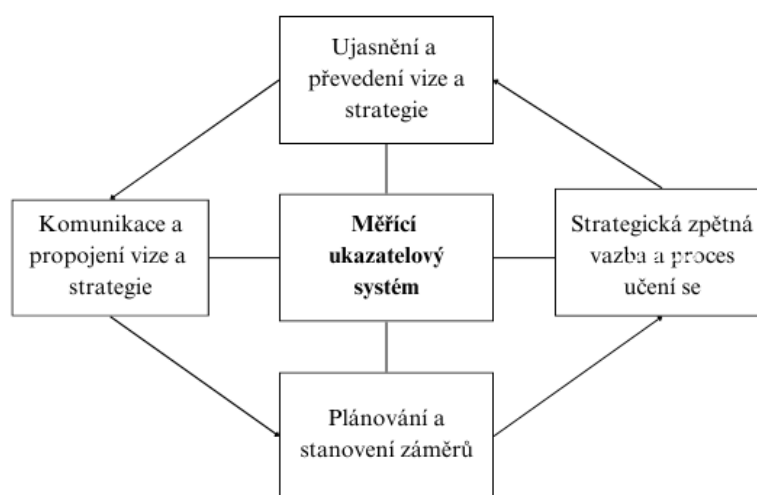 Ujasnění a
převedení vize a
strategie
Komunikace a
propojení vize a
strategie
Měřící
ukazatelový
systém
Strategická zpětná
vazba a proces
učení se
Plánování a
stanovení záměrů